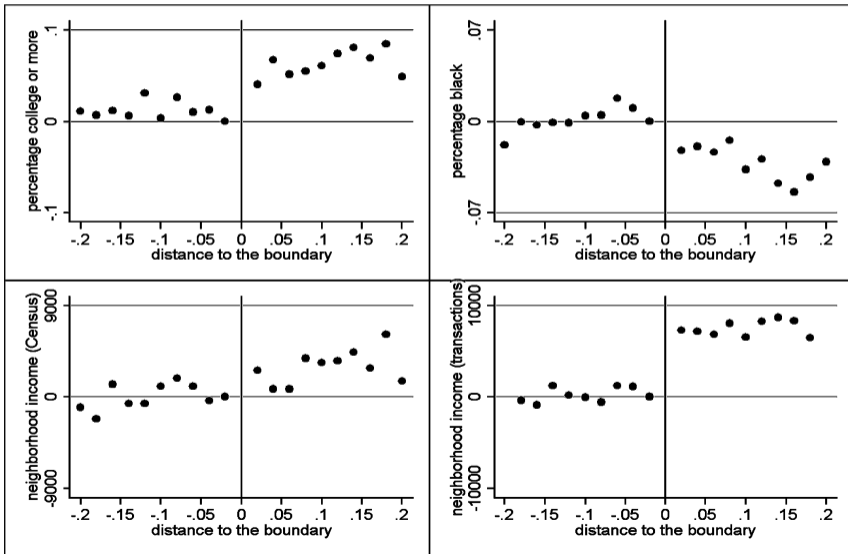 percentage college or more
.1
0
-.1
-.2 -.15 -.1 -.05 0 .05 .1 .15 .2
distance to the boundary
percentage black
.07
0
-.07
-.2 -.15 -.1 -.05 0 .05 .1 .15 .2
distance to the boundary
neighborhood income (Census)
9000
0
-9000
-.2 -.15 -.1 -.05 0 .05 .1 .15 .2
distance to the boundary
neighborhood income (transactions)
10000
0
-10000
-.2 -.15 -.1 -.05 0 .05 .1 .15 .2
distance to the boundary